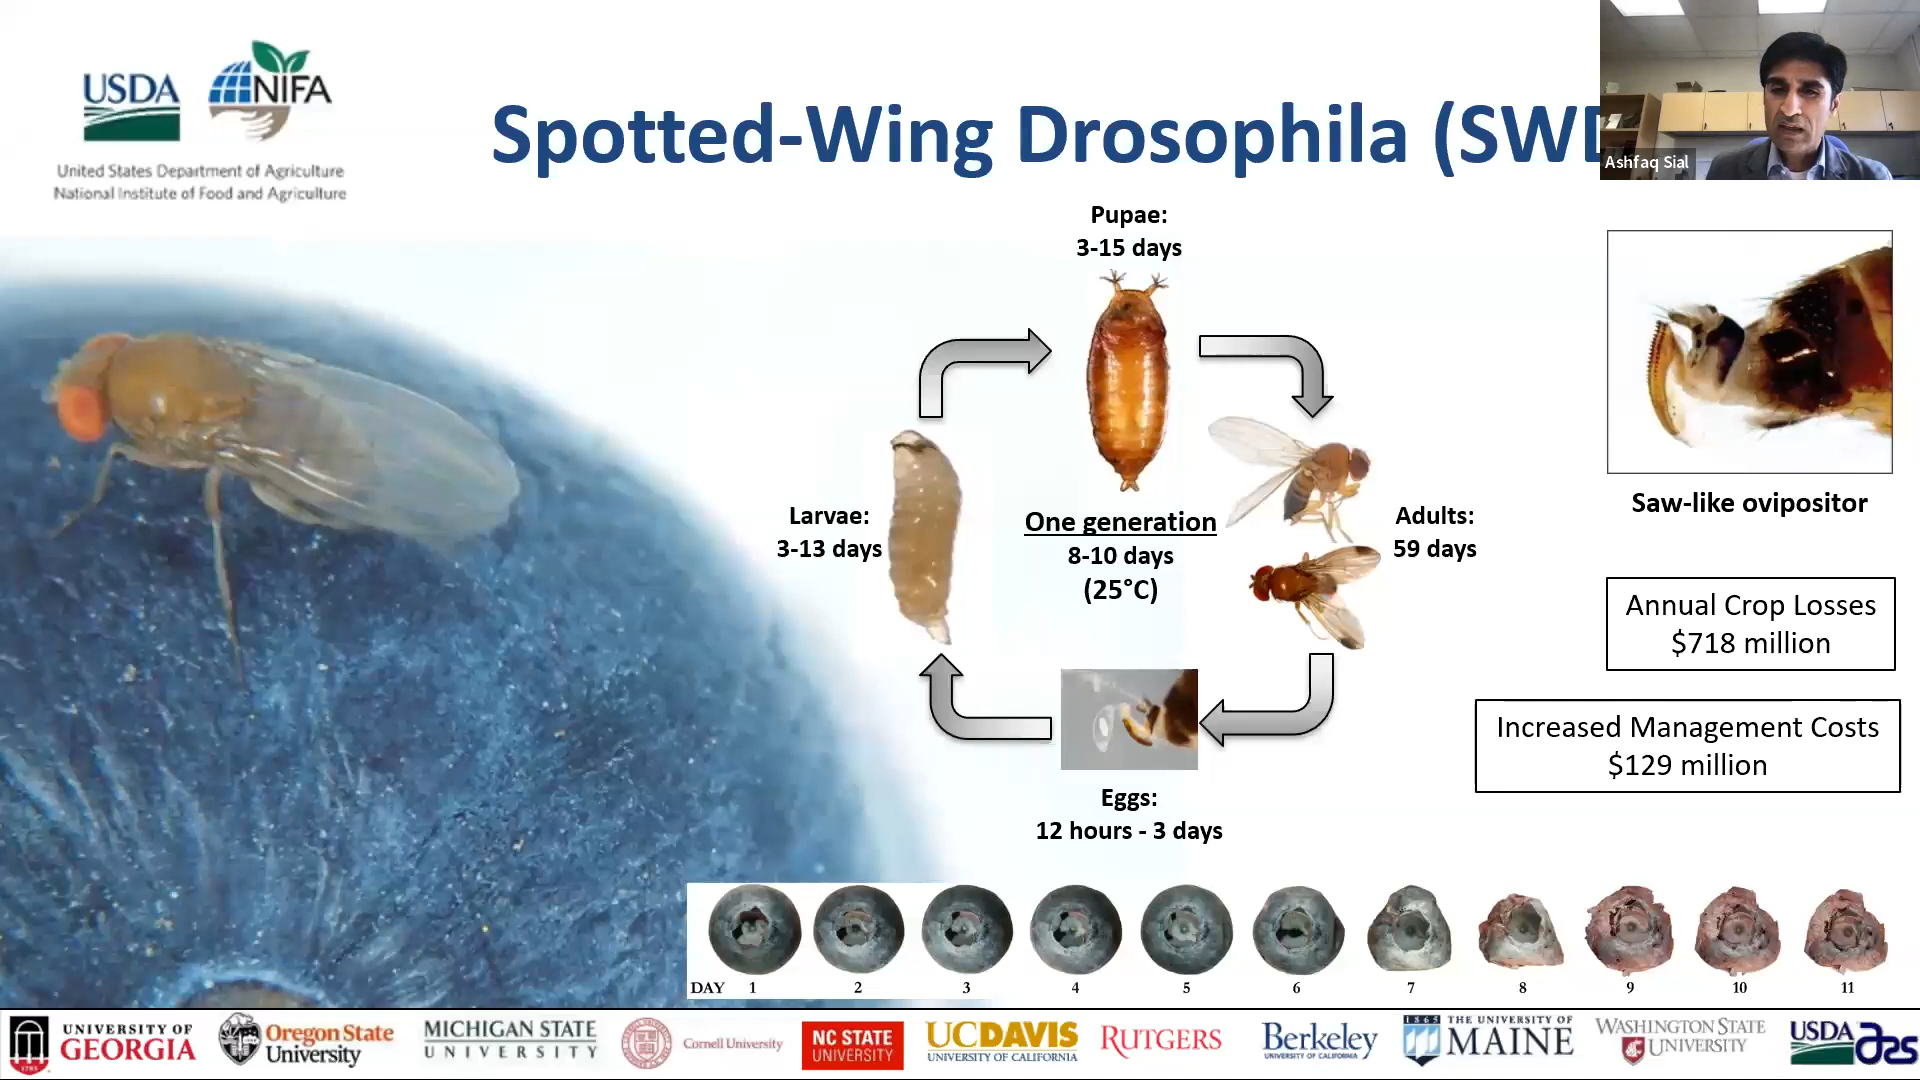 USDA
NIFA
United States Department of Agriculture
National Institute of Food and Agriculture
Spotted-Wing Drosophila (SWD
Ashfaq Sial
Pupae:
3-15 days
Larvae:
3-13 days
One generation
8-10 days
(25°C)
Adults:
59 days
Eggs:
12 hours - 3 days
Saw-like ovipositor
Annual Crop Losses
$718 million
Increased Management Costs
$129 million
DAY 1 2 3 4 5 6 7 8 9 10 11
UNIVERSITY OF
GEORGIA
1785
Oregon State
University
MICHIGAN STATE
UNIVERSITY
Cornell University
NC STATE
UNIVERSITY
UCDAVIS
UNIVERSITY OF CALIFORNIA
RUTGERS
Berkeley
UNIVERSITY OF CALIFORNIA
1865
THE UNIVERSITY OF
MAINE
WASHINGTON STATE
UNIVERSITY
USDA
ars